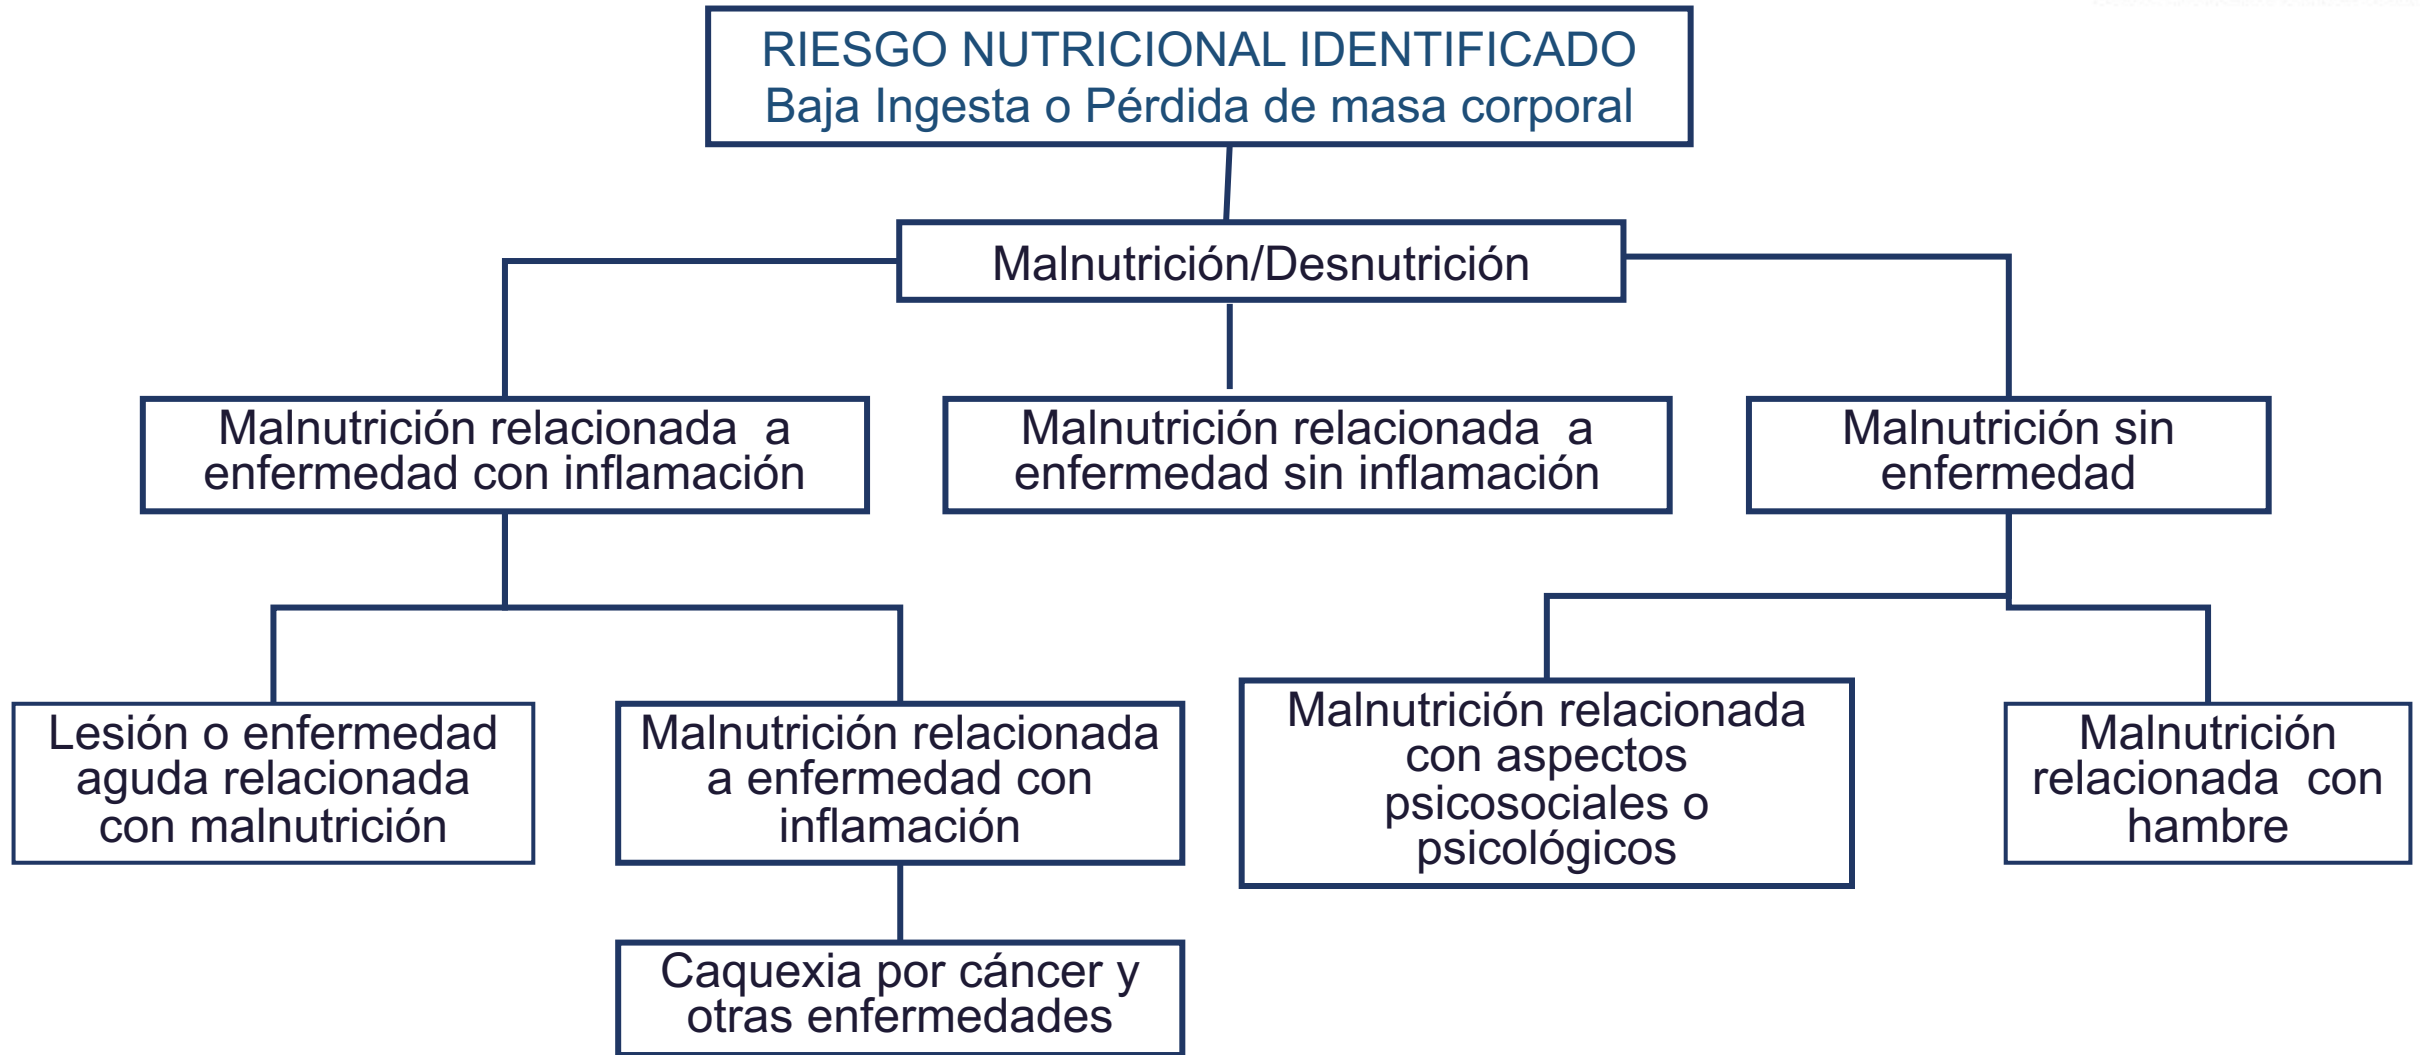 RIESGO NUTRICIONAL IDENTIFICADO
Baja Ingesta o Pérdida de masa corporal
Malnutrición/Desnutrición
Malnutrición relacionada  a
enfermedad con inflamación
Malnutrición relacionada  a
enfermedad sin inflamación
Malnutrición sin
enfermedad
Lesión o enfermedad
aguda relacionada
con malnutrición
Malnutrición relacionada
a enfermedad con
inflamación
Malnutrición relacionada
con aspectos
psicosociales o
psicológicos
Malnutrición
relacionada  con
hambre
Caquexia por cáncer y
otras enfermedades